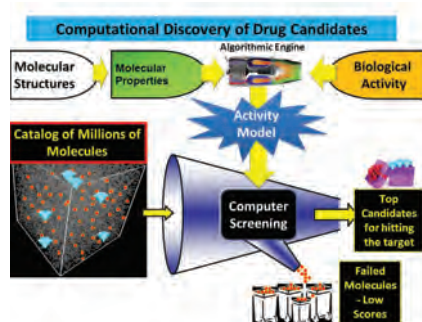 Computational Discovery of Drug Candidates
Algorithmic Engine
Molecular
Structures
Molecular
Properties
Biological
Activity
Activity
Model
Catalog of Millions of
Molecules
Computer
Screening
Top
Candidates
for hitting
the target
Failed
Molecules
- Low
Scores